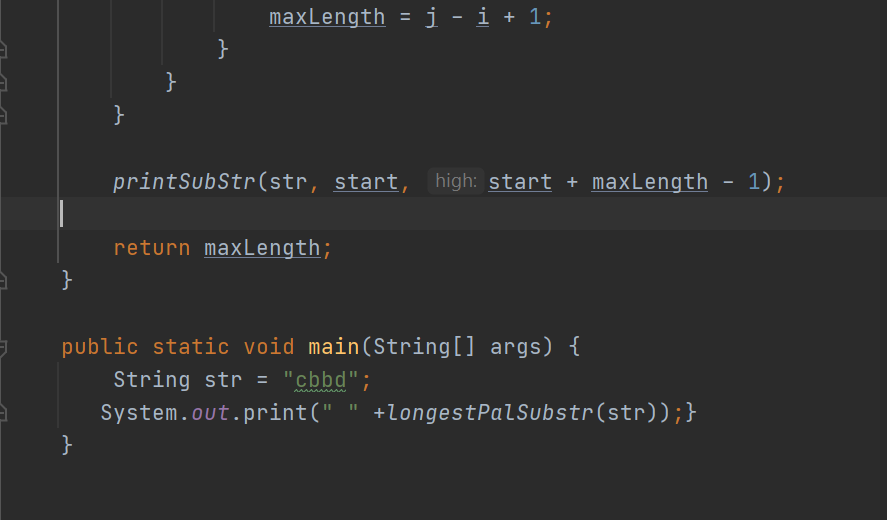 maxLength = j - i + 1;
}
}
}
printSubStr(str, start, high: start + maxLength - 1);
return maxLength;
}
public static void main(String[] args) {
String str = "cbbd";
System.out.print(" " +longestPalSubstr(str));}
}